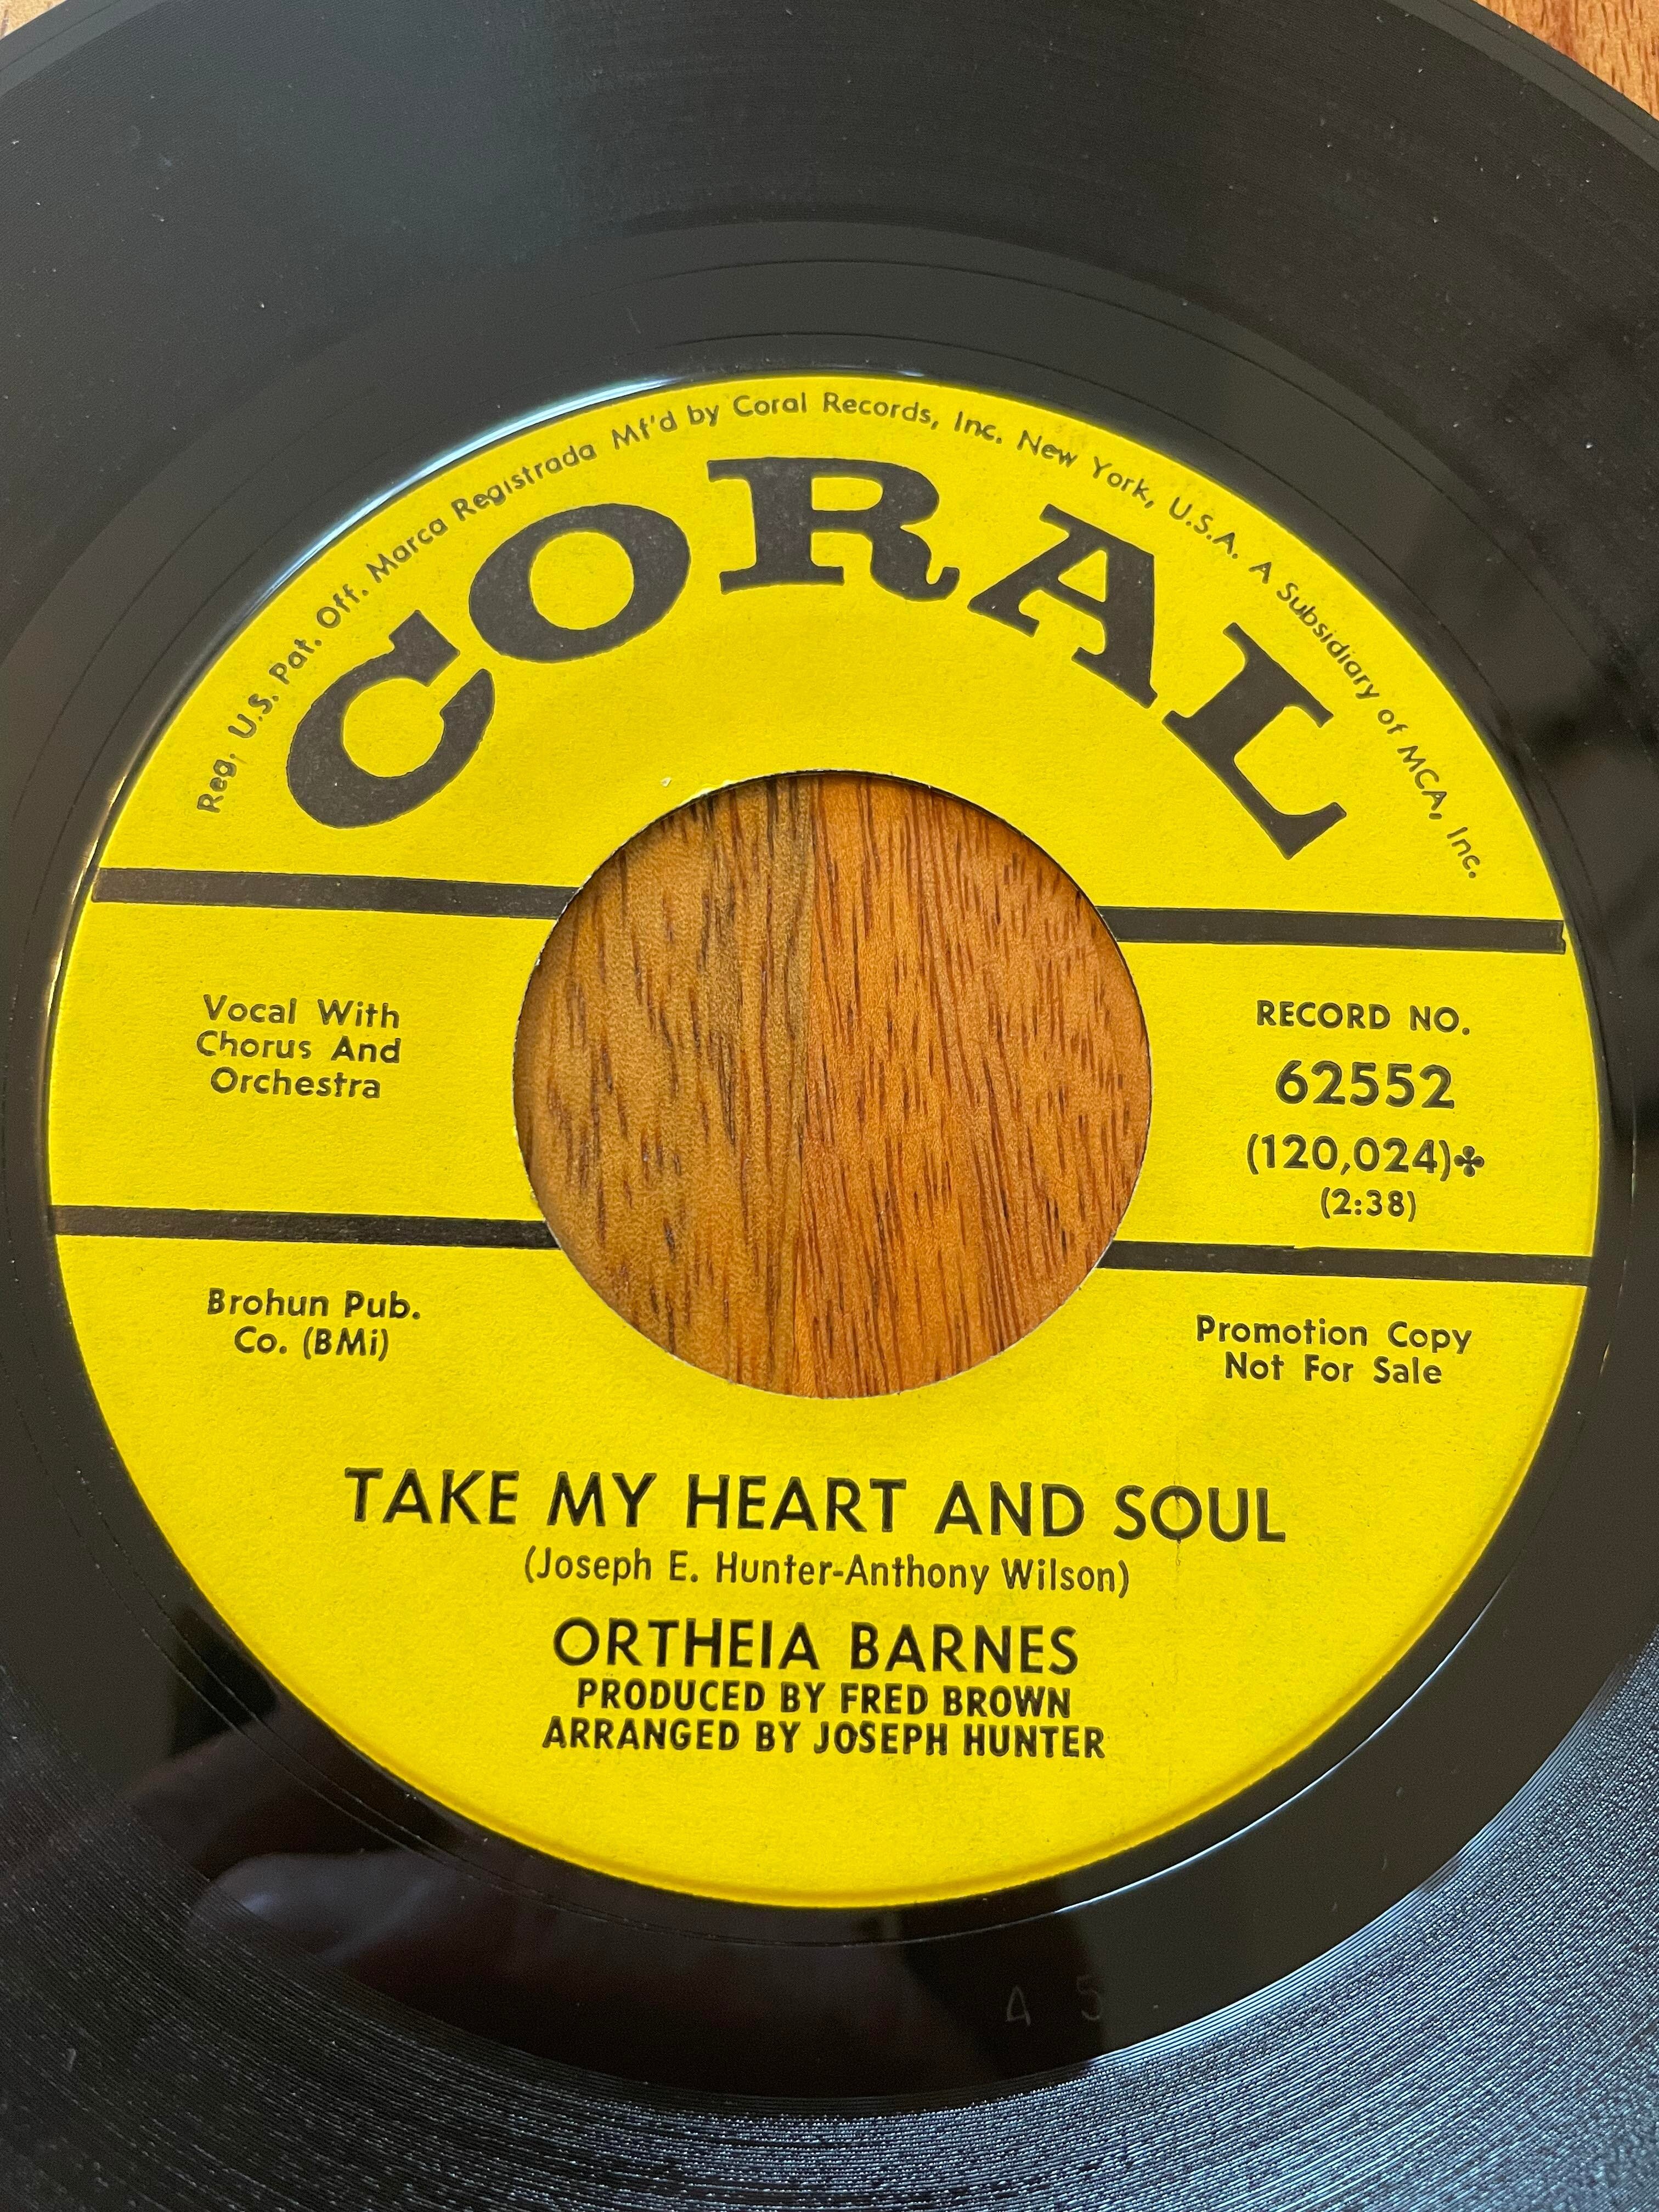 Reg. U.S. Pat. Off. Marca Registrada Mf'd by Coral Records, Inc. New York, U.S.A. A Subsidiary of MCA, Inc.
CORAL
Vocal With
Chorus And
Orchestra
RECORD NO.
62552
(120,024)✣
(2:38)
Brohun Pub.
Co. (BMi)
Promotion Copy
Not For Sale
TAKE MY HEART AND SOUL
(Joseph E. Hunter-Anthony Wilson)
ORTHEIA BARNES
PRODUCED BY FRED BROWN
ARRANGED BY JOSEPH HUNTER
4 5